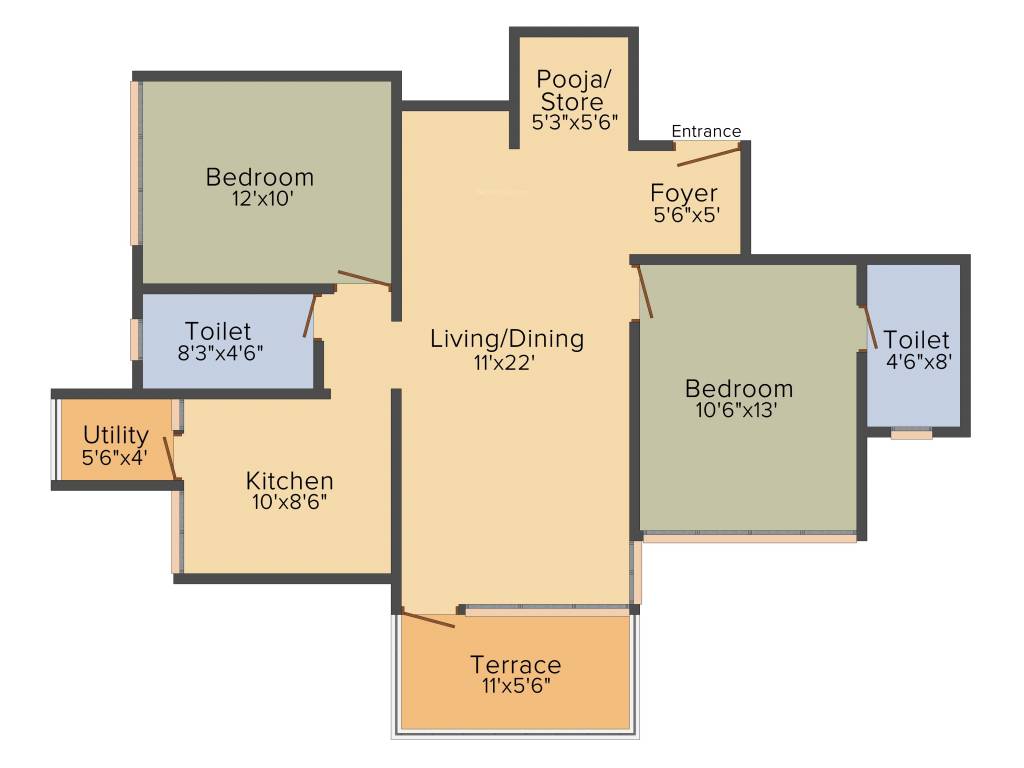 Pooja/
Store
5'3"x5'6"
Entrance
Bedroom
12'x10'
Foyer
5'6"x5'
Toilet
8'3"x4'6"
Living/Dining
11'x22'
Toilet
4'6"x8'
Bedroom
10'6"x13'
Utility
5'6"x4'
Kitchen
10'x8'6"
Terrace
11'x5'6"